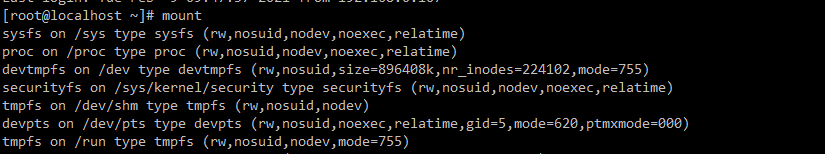 [root@localhost ~]# mount
sysfs on /sys type sysfs (rw,nosuid,nodev,noexec,relatime)
proc on /proc type proc (rw,nosuid,nodev,noexec,relatime)
devtmpfs on /dev type devtmpfs (rw,nosuid,size=896408k,nr_inodes=224102,mode=755)
securityfs on /sys/kernel/security type securityfs (rw,nosuid,nodev,noexec,relatime)
tmpfs on /dev/shm type tmpfs (rw,nosuid,nodev)
devpts on /dev/pts type devpts (rw,nosuid,noexec,relatime,gid=5,mode=620,ptmxmode=000)
tmpfs on /run type tmpfs (rw,nosuid,nodev,mode=755)